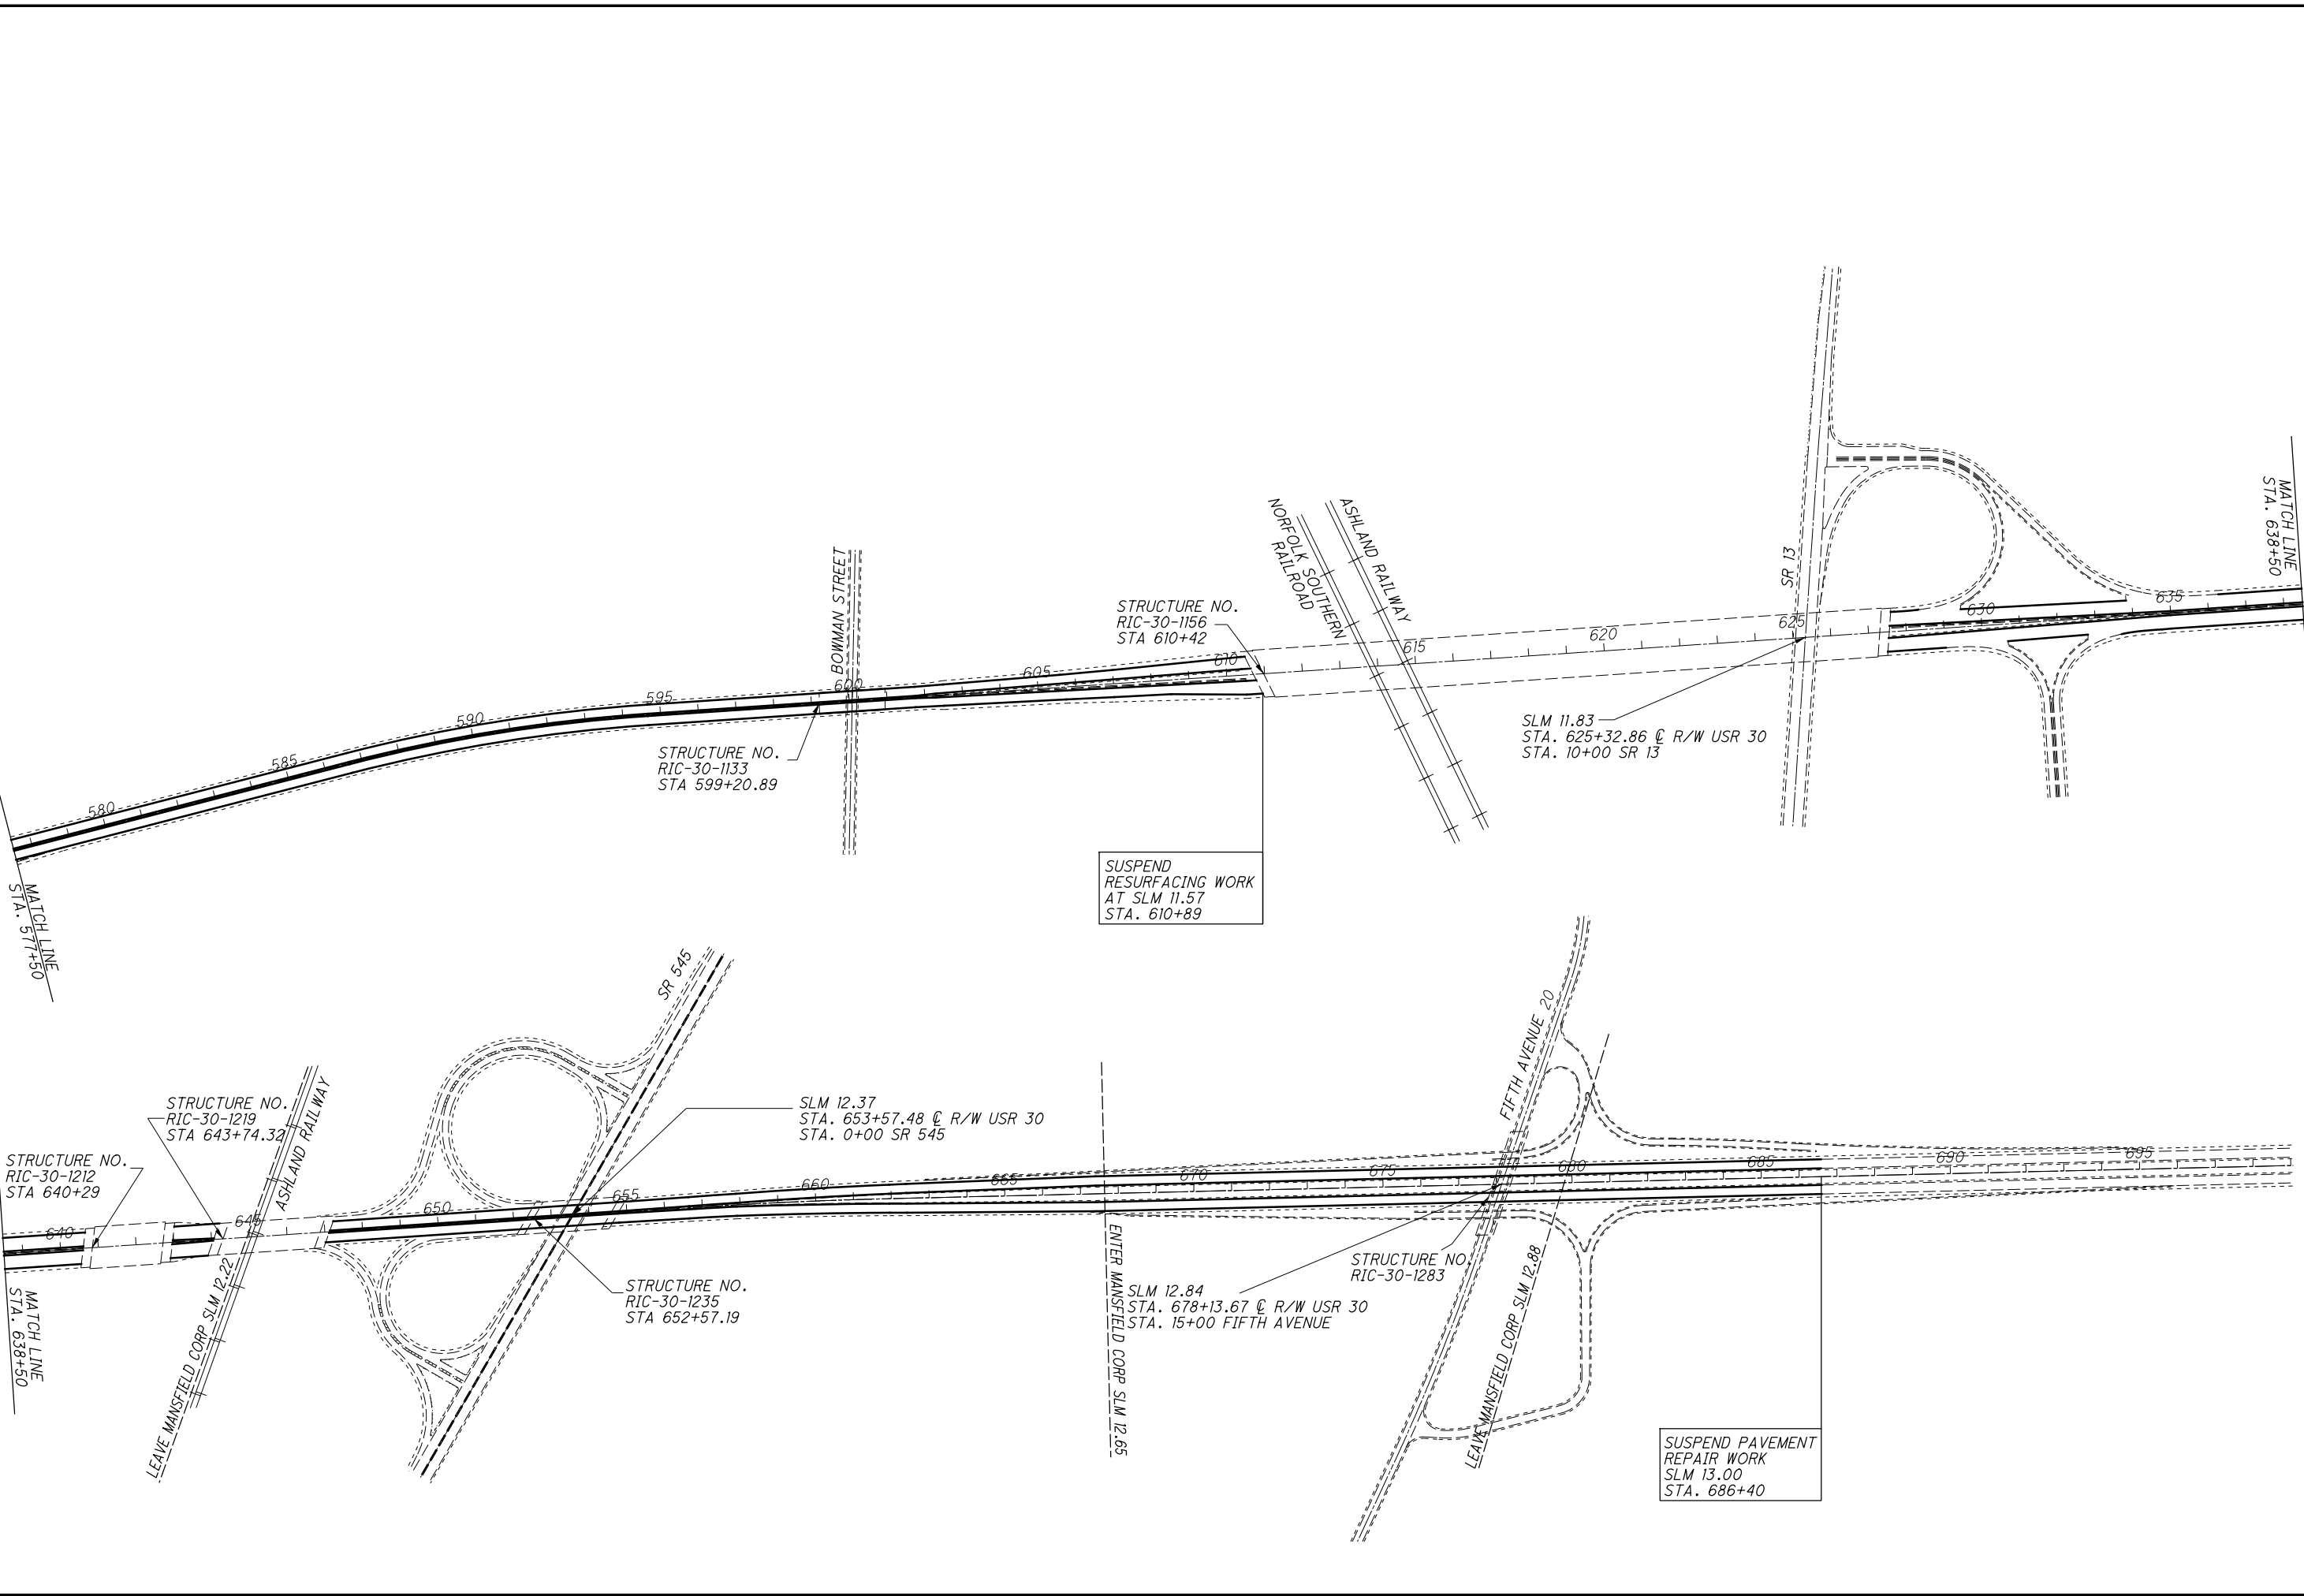 MATCH LINE
STA. 577+50
580
585
590
595
600
605
610
615
620
625
630
635
BOWMAN STREET
STRUCTURE NO.
RIC-30-1133
STA 599+20.89
STRUCTURE NO.
RIC-30-1156
STA 610+42
NORFOLK SOUTHERN
RAILROAD
ASHLAND RAILWAY
SUSPEND
RESURFACING WORK
AT SLM 11.57
STA. 610+89
SLM 11.83
STA. 625+32.86 ℄ R/W USR 30
STA. 10+00 SR 13
SR 13
MATCH LINE
STA. 638+50
MATCH LINE
STA. 638+50
STRUCTURE NO.
RIC-30-1212
STA 640+29
STRUCTURE NO.
RIC-30-1219
STA 643+74.32
640
645
650
655
660
665
670
675
680
685
690
695
LEAVE MANSFIELD CORP SLM 12.22
ASHLAND RAILWAY
SR 545
SLM 12.37
STA. 653+57.48 ℄ R/W USR 30
STA. 0+00 SR 545
STRUCTURE NO.
RIC-30-1235
STA 652+57.19
ENTER MANSFIELD CORP SLM 12.65
SLM 12.84
STA. 678+13.67 ℄ R/W USR 30
STA. 15+00 FIFTH AVENUE
STRUCTURE NO.
RIC-30-1283
FIFTH AVENUE 20
LEAVE MANSFIELD CORP SLM 12.88
SUSPEND PAVEMENT
REPAIR WORK
SLM 13.00
STA. 686+40